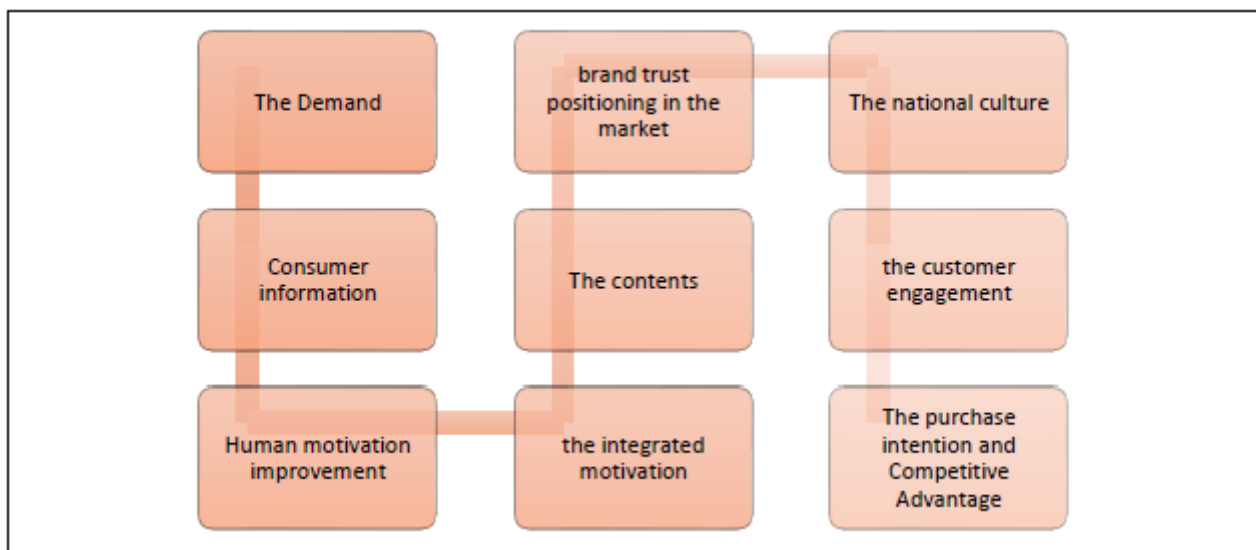 The Demand
Consumer
information
Human motivation
improvement
the integrated
motivation
The contents
brand trust
positioning in the
market
The national culture
the customer
engagement
The purchase
intention and
Competitive
Advantage